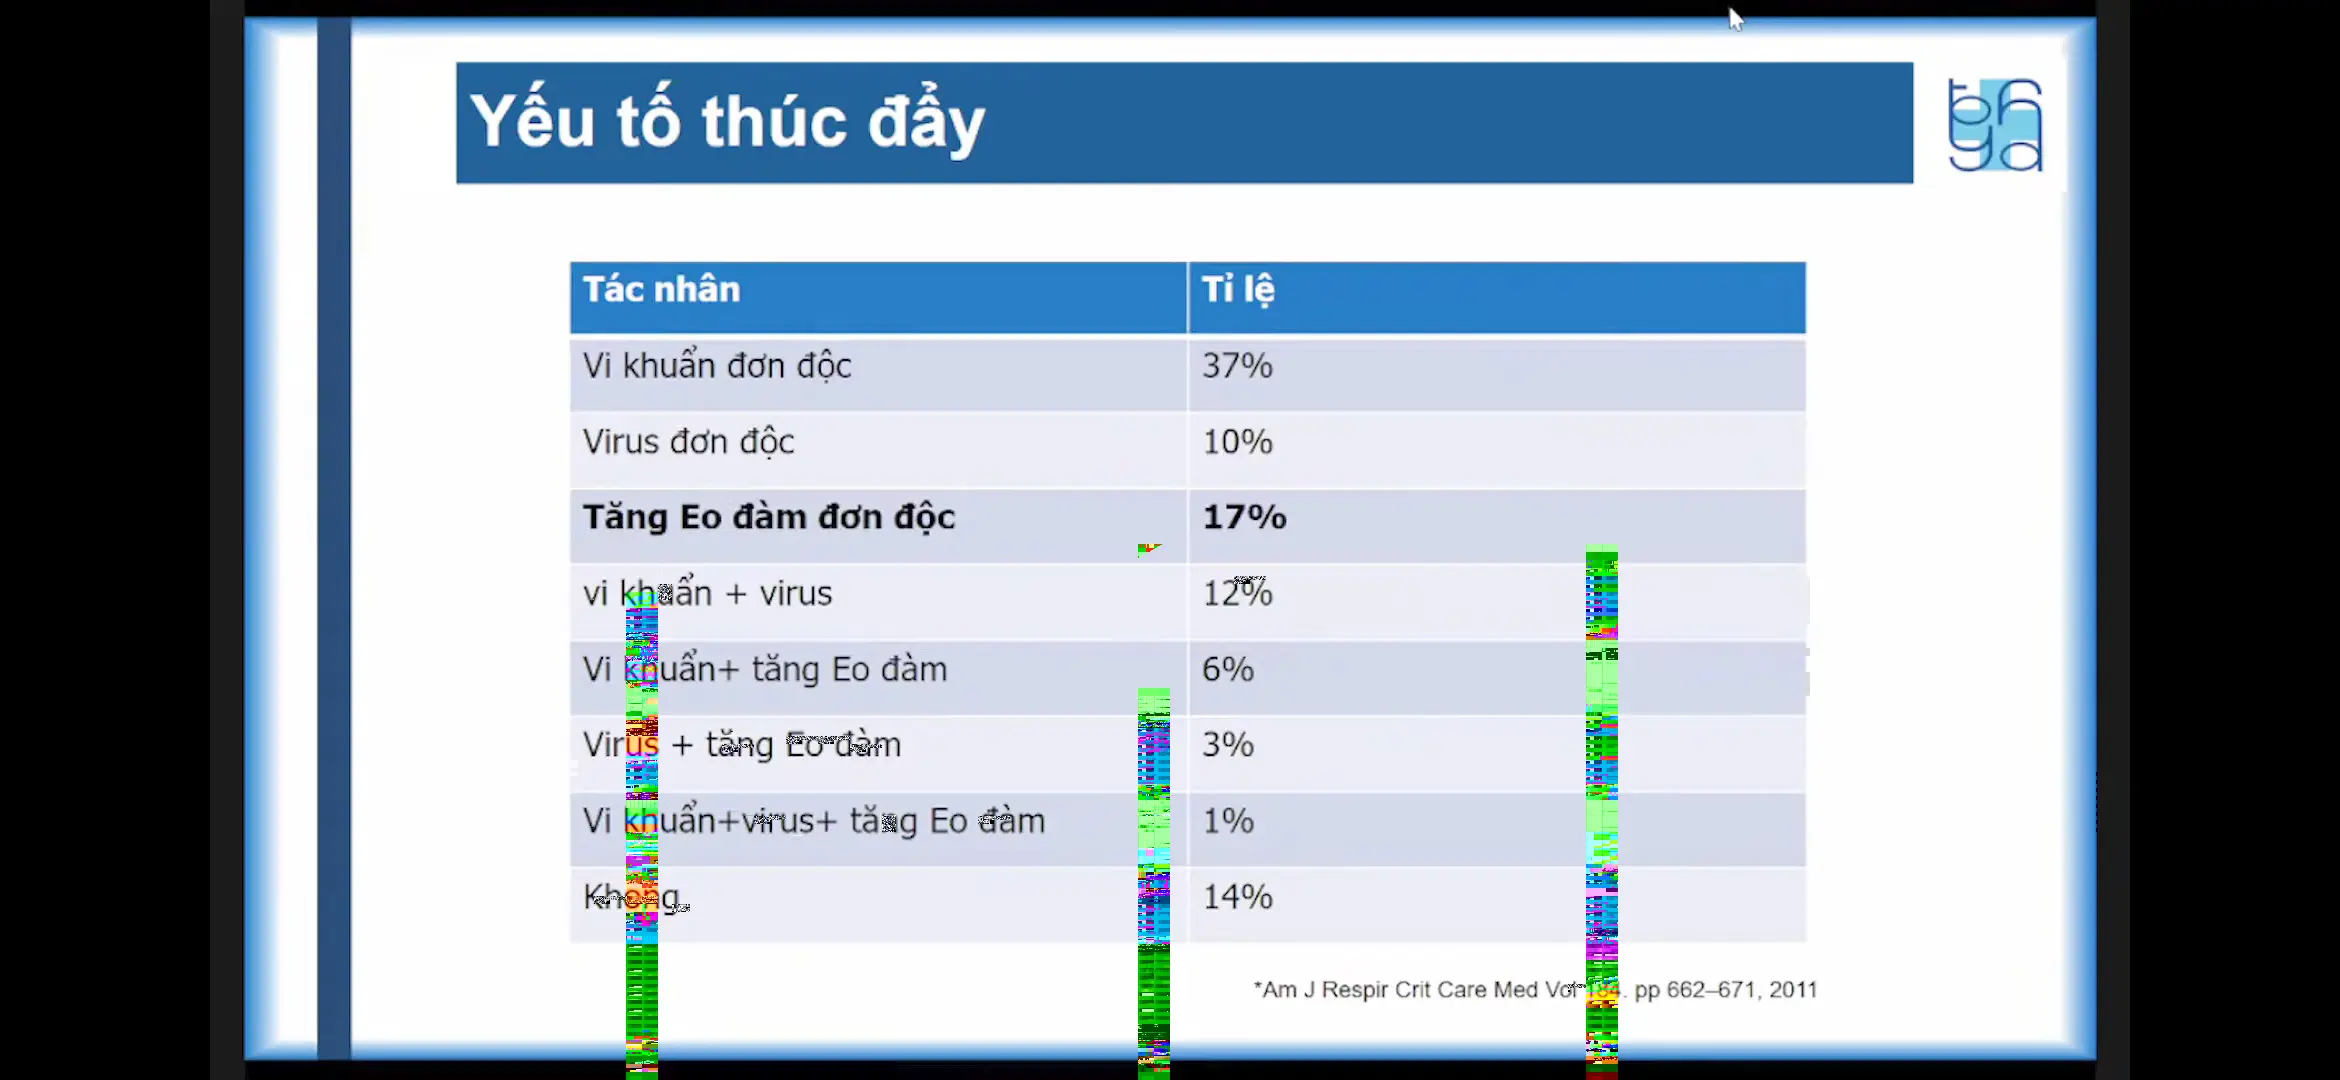 Yếu tố thúc đẩy
Tác nhân Tỉ lệ
Vi khuẩn đơn độc 37%
Virus đơn độc 10%
Tăng Eo đàm đơn độc 17%
vi khuẩn + virus 12%
Vi khuẩn+ tăng Eo đàm 6%
Virus + tăng Eo đàm 3%
Vi khuẩn+virus+ tăng Eo đàm 1%
Không 14%
*Am J Respir Crit Care Med Vol 184. pp 662–671, 2011